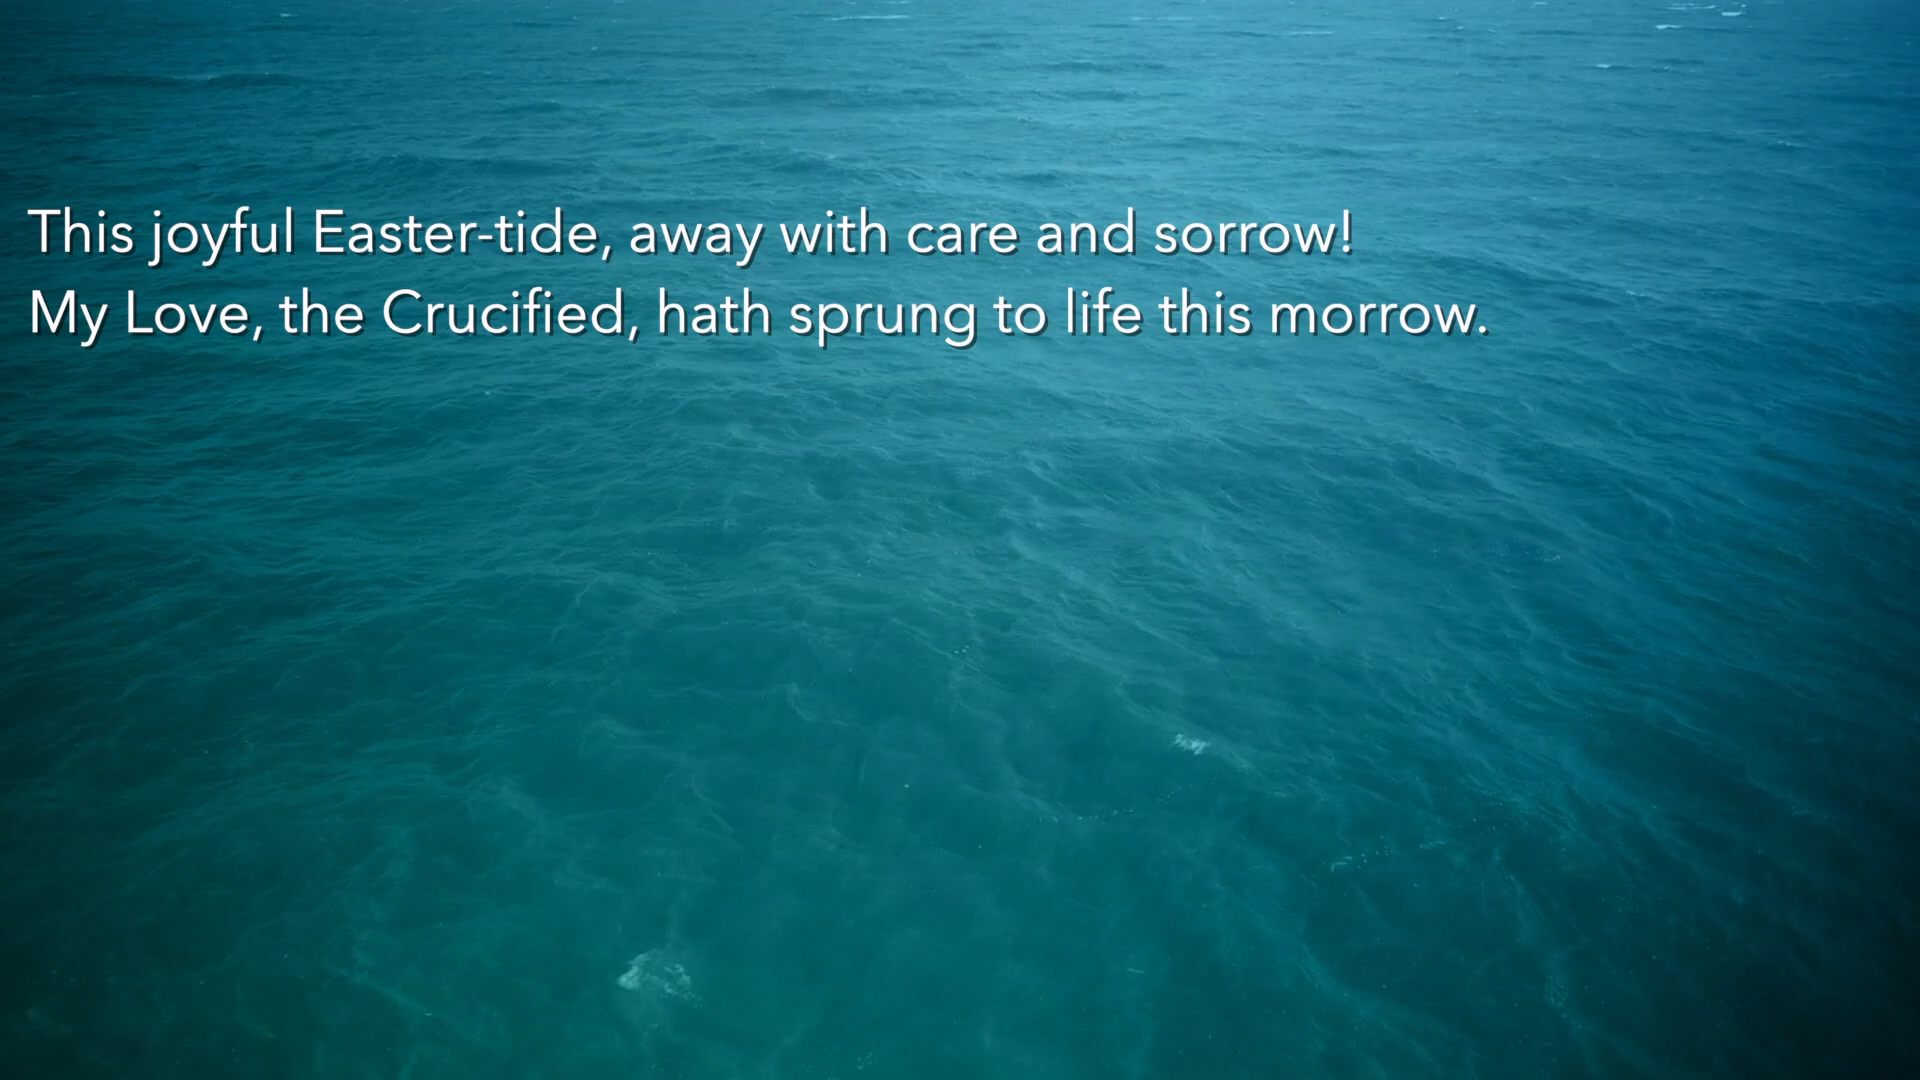 This joyful Easter-tide, away with care and sorrow!
My Love, the Crucified, hath sprung to life this morrow.